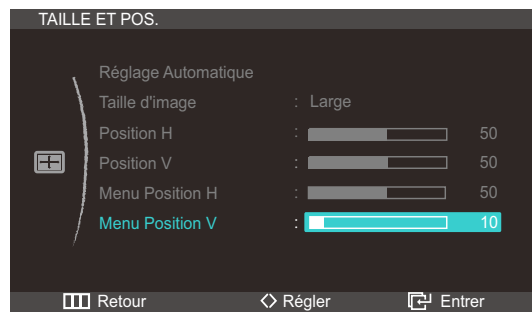 TAILLE ET POS.
Réglage Automatique
Taille d'image : Large
Position H : 50
Position V : 50
Menu Position H : 50
Menu Position V : 10
Retour Régler Entrer